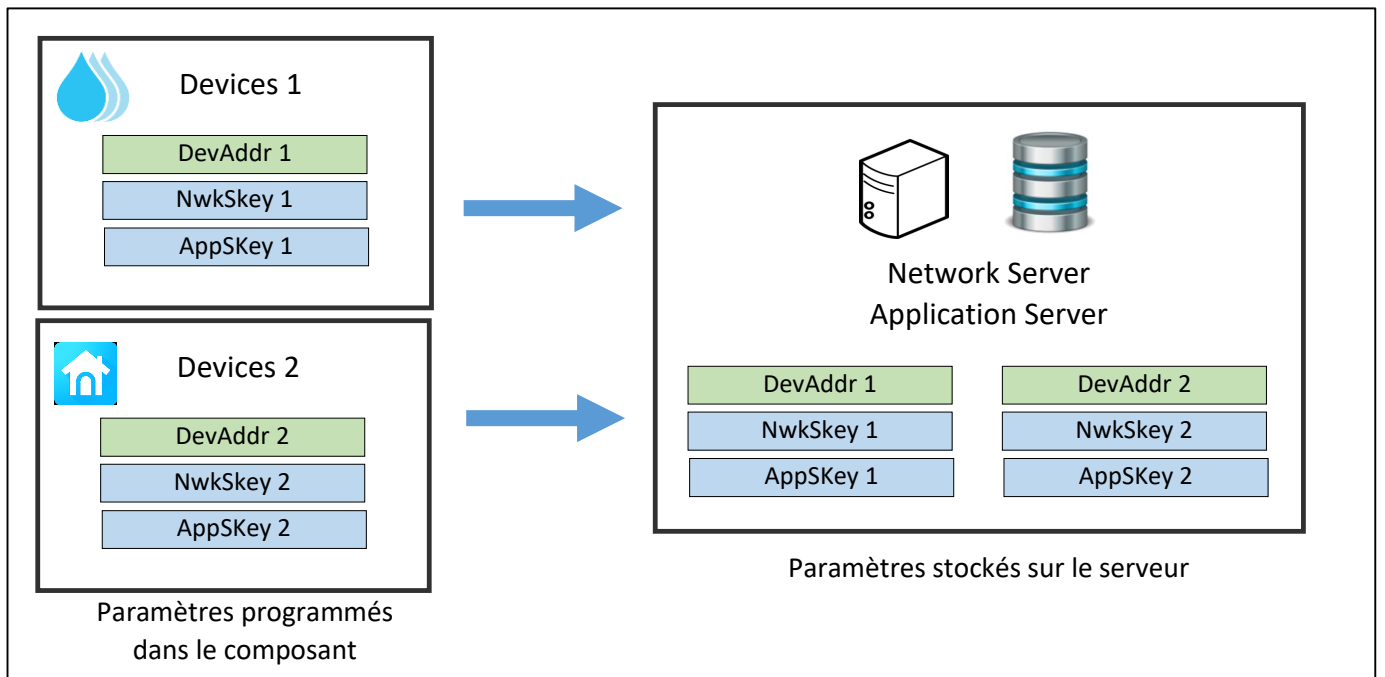 Devices 1
DevAddr 1
NwkSkey 1
AppSKey 1
Devices 2
DevAddr 2
NwkSkey 2
AppSKey 2
Paramètres programmés
dans le composant
Network Server
Application Server
DevAddr 1
NwkSkey 1
AppSKey 1
DevAddr 2
NwkSkey 2
AppSKey 2
Paramètres stockés sur le serveur